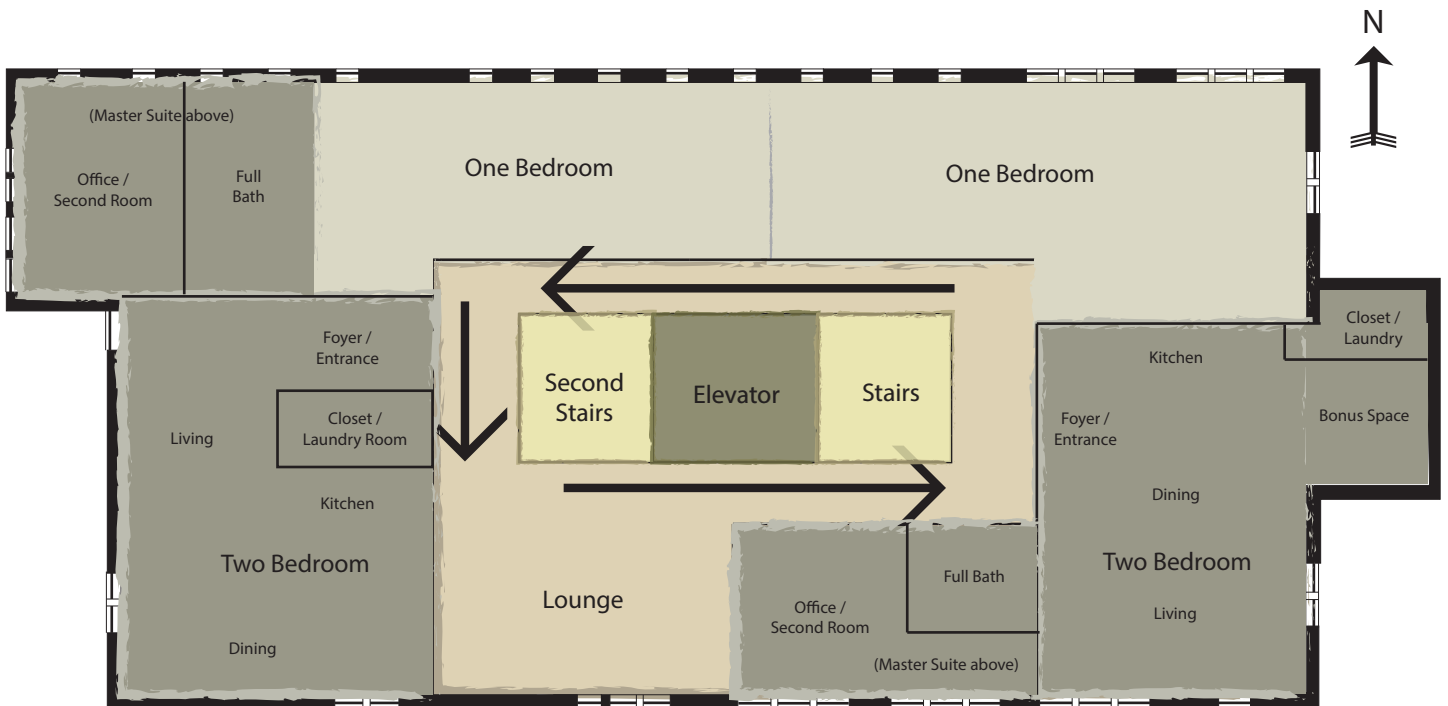 N
(Master Suite above)
Office /
Second Room
Full
Bath
One Bedroom
One Bedroom
Foyer /
Entrance
Closet /
Laundry Room
Living
Kitchen
Two Bedroom
Dining
Second
Stairs
Elevator
Stairs
Lounge
Office /
Second Room
Full Bath
(Master Suite above)
Kitchen
Closet /
Laundry
Foyer /
Entrance
Bonus Space
Dining
Two Bedroom
Living